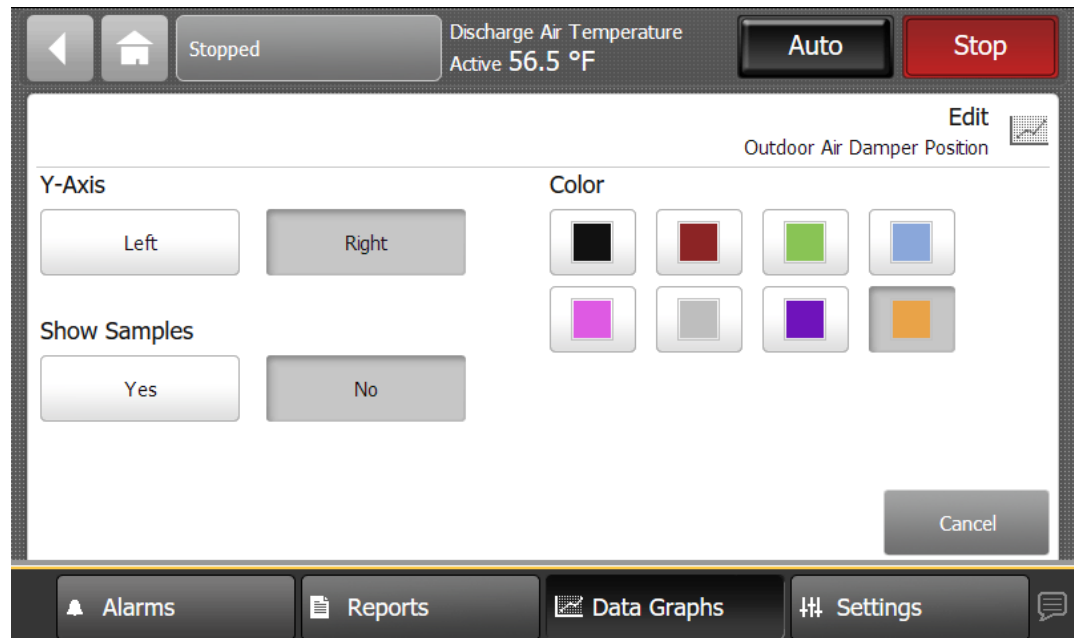 Stopped
Discharge Air Temperature
Active 56.5 °F
Auto
Stop
Edit
Outdoor Air Damper Position
Y-Axis
Left
Right
Color
Show Samples
Yes
No
Cancel
Alarms
Reports
Data Graphs
Settings